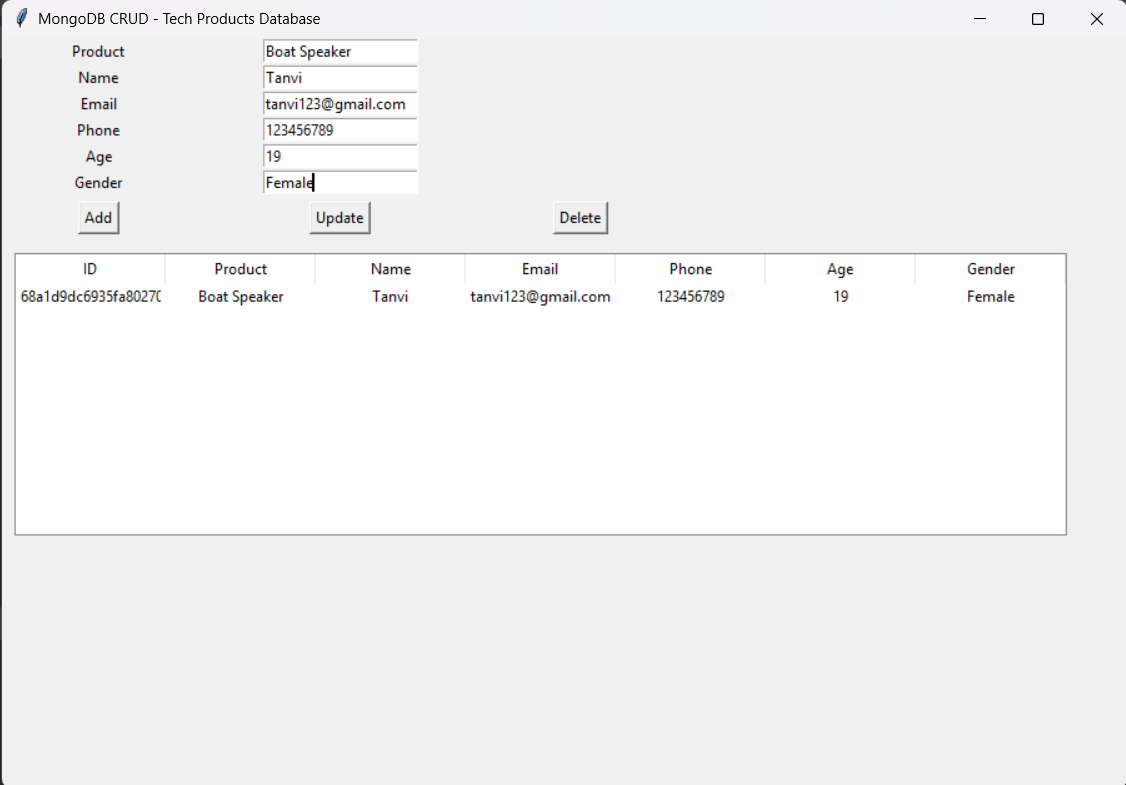 MongoDB CRUD - Tech Products Database
Product Boat Speaker
Name Tanvi
Email tanvi123@gmail.com
Phone 123456789
Age 19
Gender Female
Add Update Delete
ID Product Name Email Phone Age Gender
68a1d9dc6935fa80270 Boat Speaker Tanvi tanvi123@gmail.com 123456789 19 Female